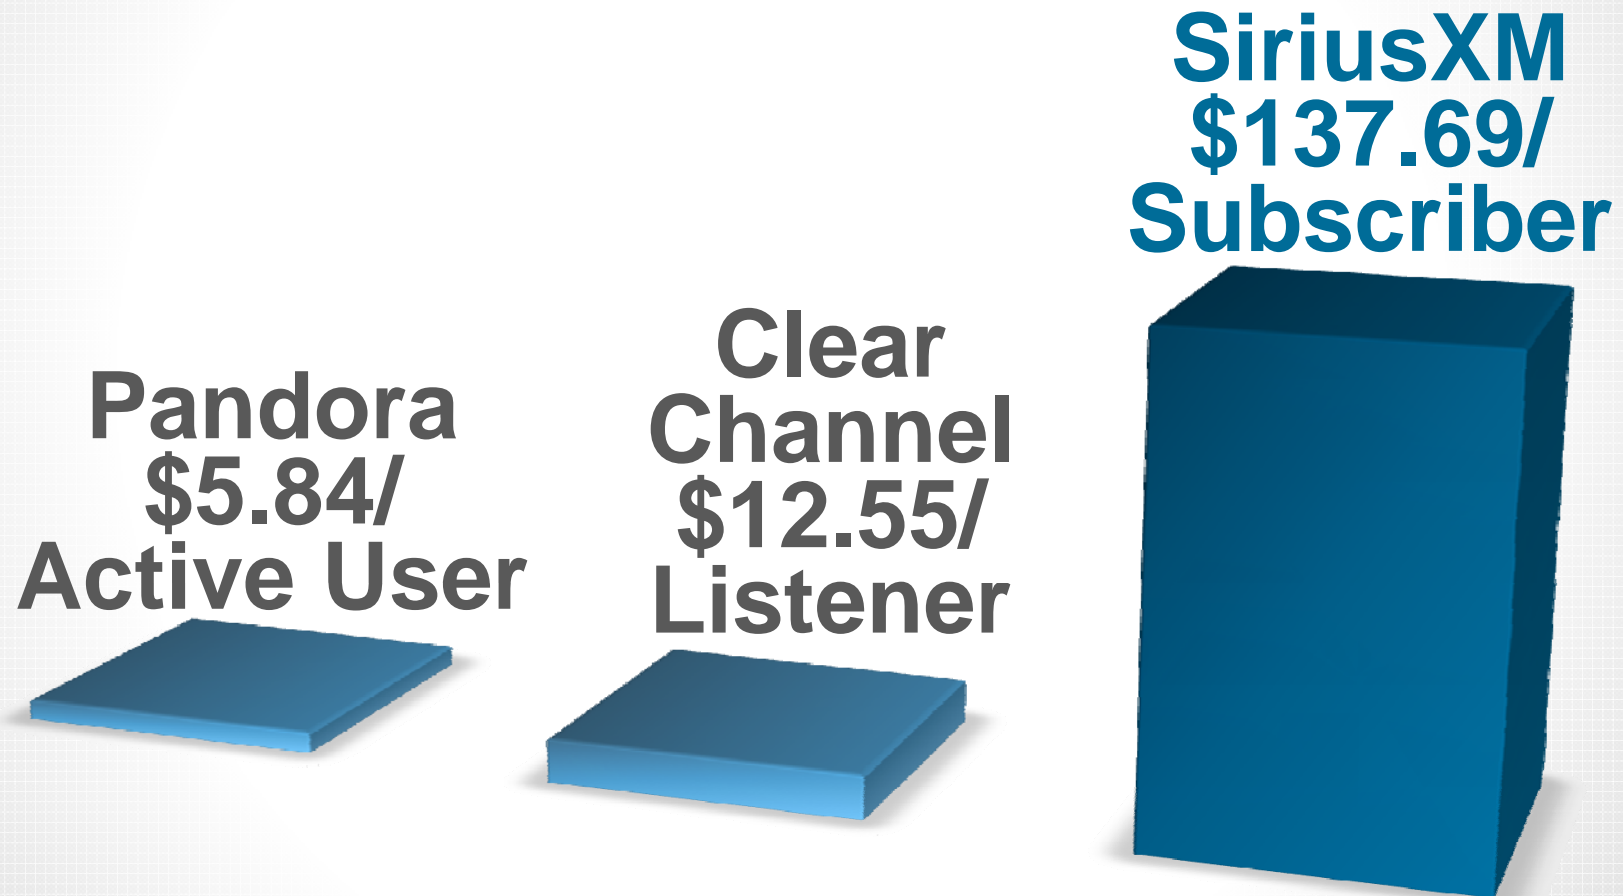 Pandora
$5.84/
Active User
Clear
Channel
$12.55/
Listener
SiriusXM
$137.69/
Subscriber